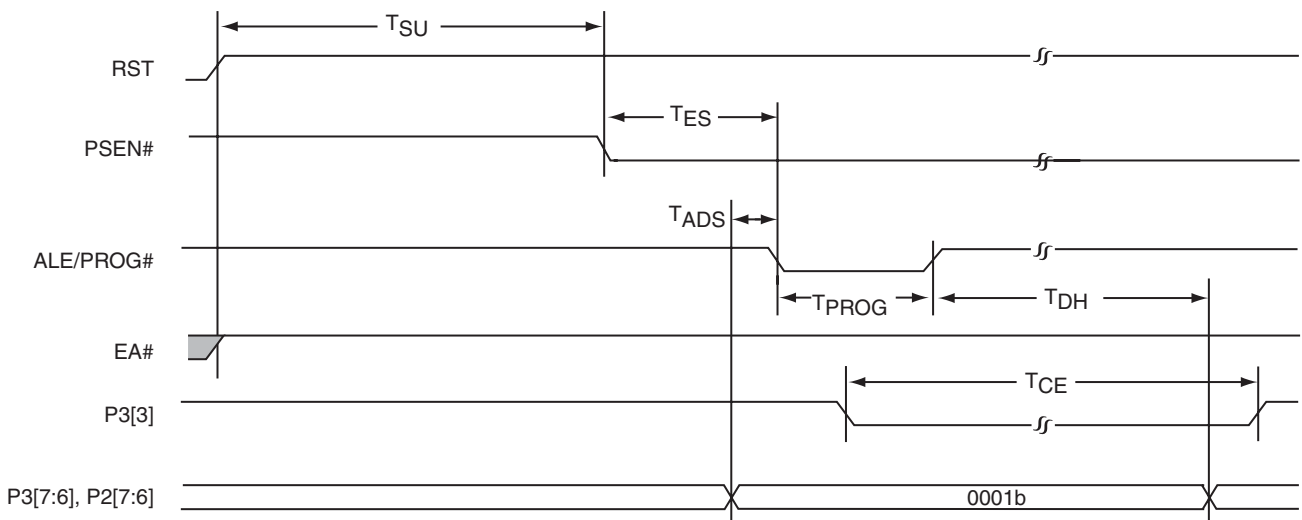 TSU
RST
TES
PSEN#
TADS
ALE/PROG#
TPROG
TDH
EA#
TCE
P3[3]
P3[7:6], P2[7:6]
0001b